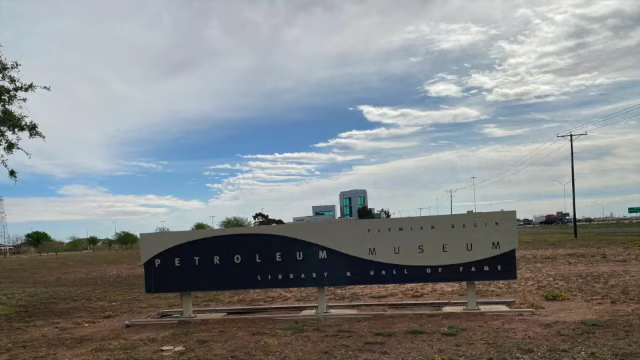 PERMIAN BASIN
PETROLEUM MUSEUM
LIBRARY & HALL OF FAME